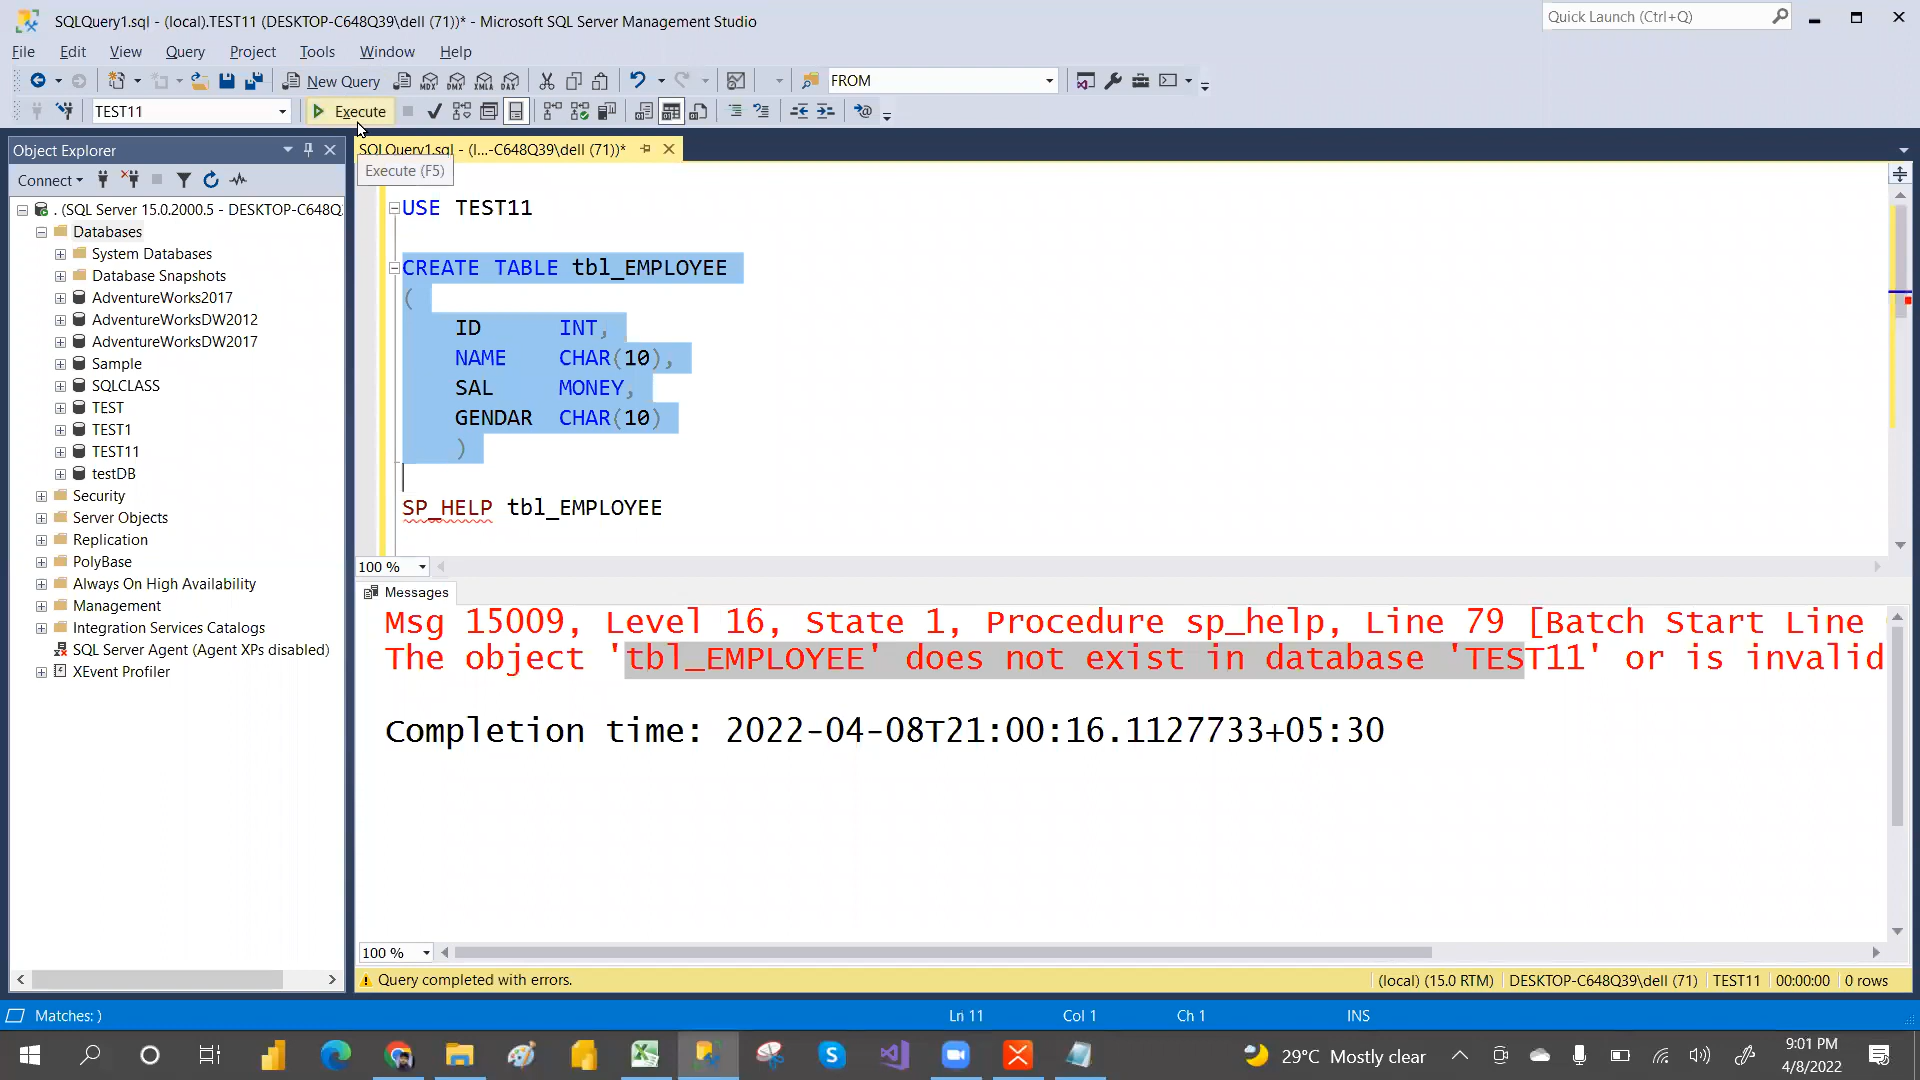 SQLQuery1.sql - (local).TEST11 (DESKTOP-C648Q39\dell (71))* - Microsoft SQL Server Management Studio
Quick Launch (Ctrl+Q)
File Edit View Query Project Tools Window Help
New Query
MDX DMX XMLA DAX
FROM
TEST11
Execute
Object Explorer
SQLQuery1.sql - (l...-C648Q39\dell (71))*
Execute (F5)
Connect
. (SQL Server 15.0.2000.5 - DESKTOP-C648Q
Databases
System Databases
Database Snapshots
AdventureWorks2017
AdventureWorksDW2012
AdventureWorksDW2017
Sample
SQLCLASS
TEST
TEST1
TEST11
testDB
Security
Server Objects
Replication
PolyBase
Always On High Availability
Management
Integration Services Catalogs
SQL Server Agent (Agent XPs disabled)
XEvent Profiler
USE TEST11
CREATE TABLE tbl_EMPLOYEE
(
ID INT,
NAME CHAR(10),
SAL MONEY,
GENDAR CHAR(10)
)
SP_HELP tbl_EMPLOYEE
100 %
Messages
Msg 15009, Level 16, State 1, Procedure sp_help, Line 79 [Batch Start Line
The object 'tbl_EMPLOYEE' does not exist in database 'TEST11' or is invalid
Completion time: 2022-04-08T21:00:16.1127733+05:30
100 %
Query completed with errors.
(local) (15.0 RTM) DESKTOP-C648Q39\dell (71) TEST11 00:00:00 0 rows
Matches: )
Ln 11 Col 1 Ch 1 INS
29°C Mostly clear
9:01 PM
4/8/2022